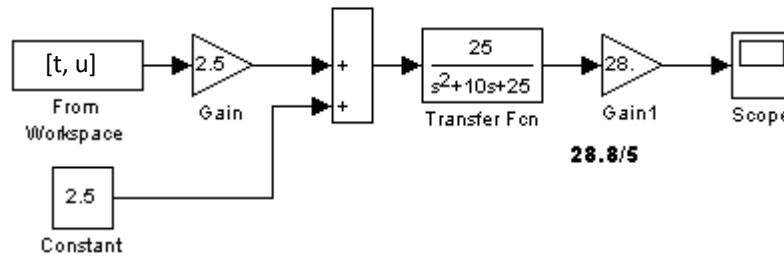 [t, u]
From
Workspace
2.5
Gain
+
+
25
s²+10s+25
Transfer Fcn
28.
Gain1
Scope
28.8/5
2.5
Constant